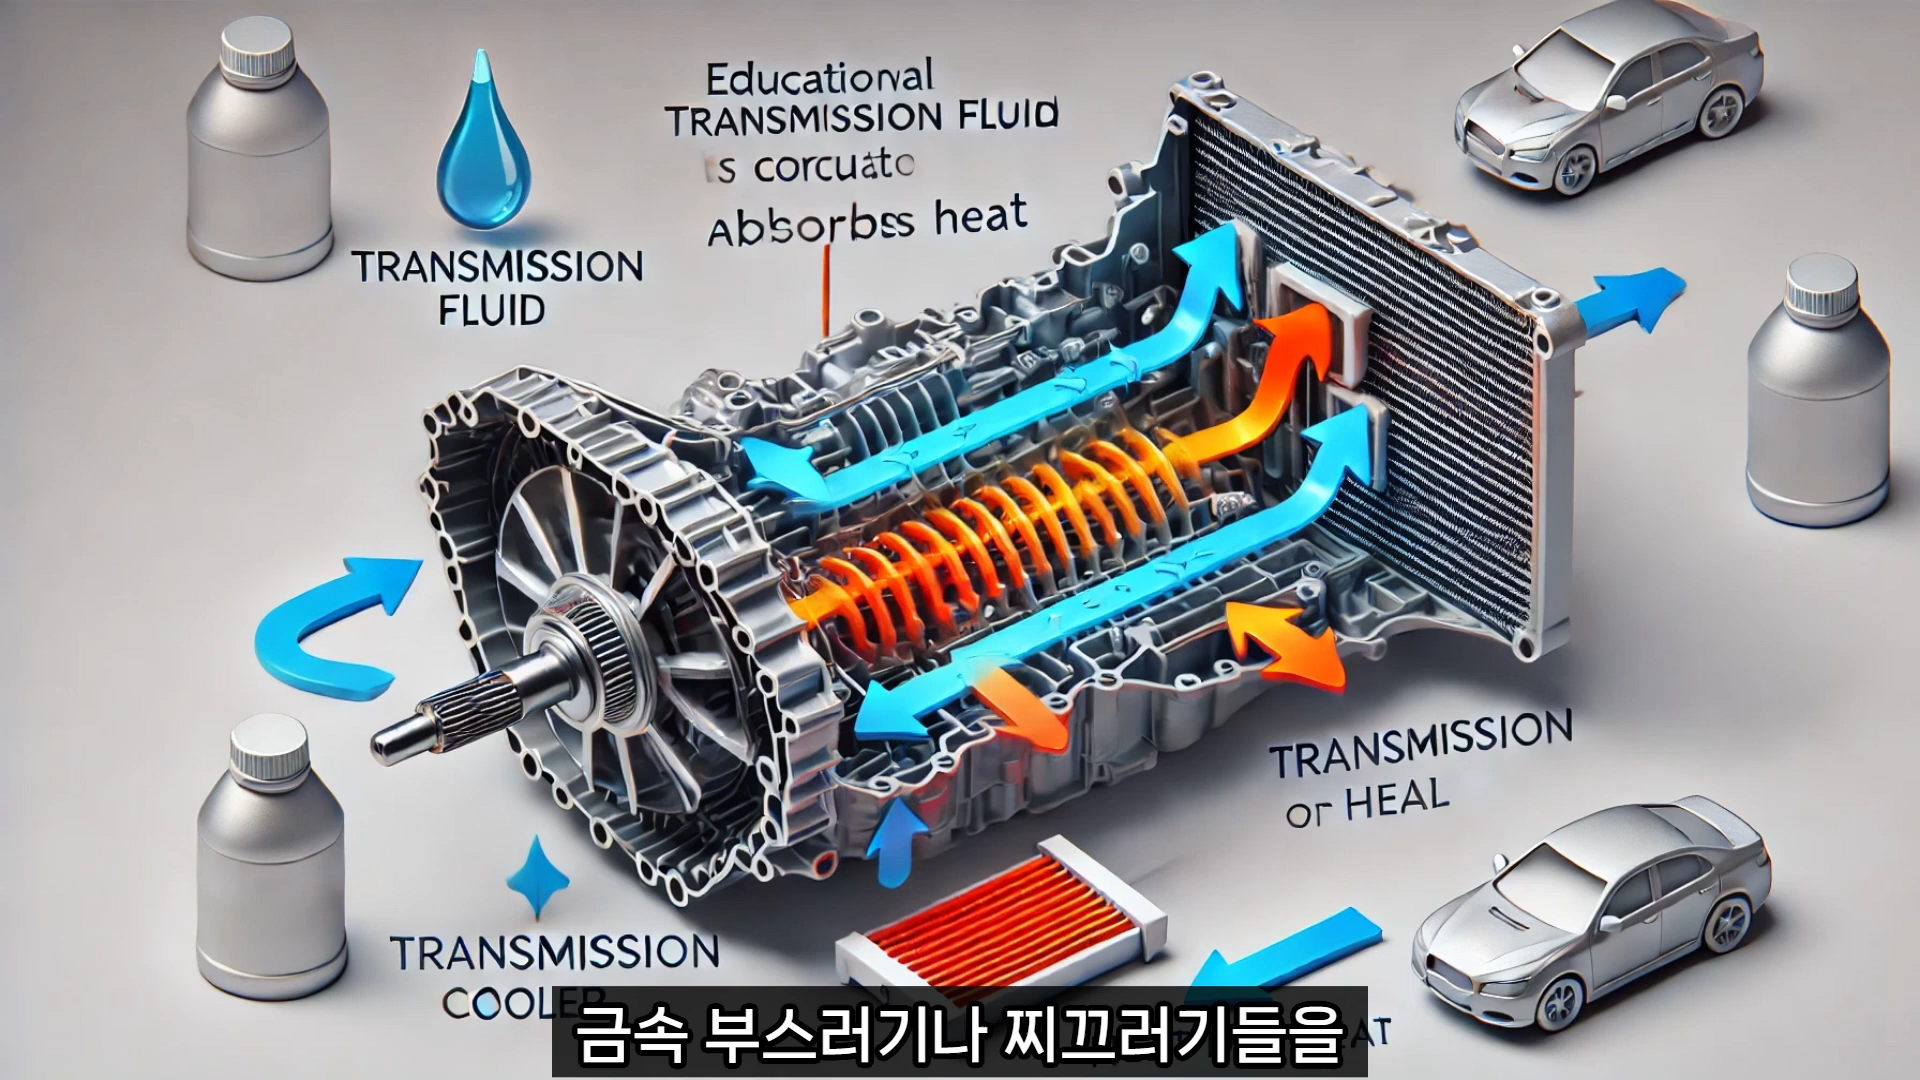 Educational
TRANSMISSION FLUID
is corcuato
Absorbss heat
TRANSMISSION
FLUID
TRANSMISSION
or HEAL
TRANSMISSION
COOLER
금속 부스러기나 찌끄러기들을